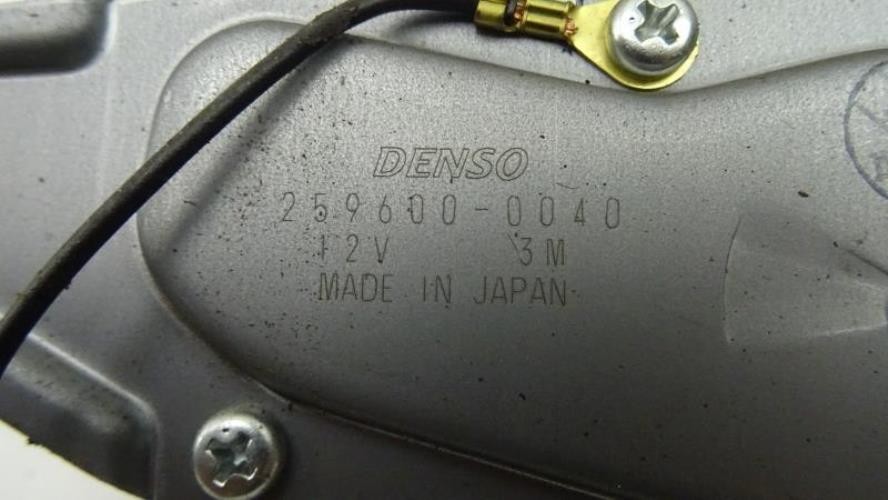 DENSO
259600-0040
12V 3M
MADE IN JAPAN